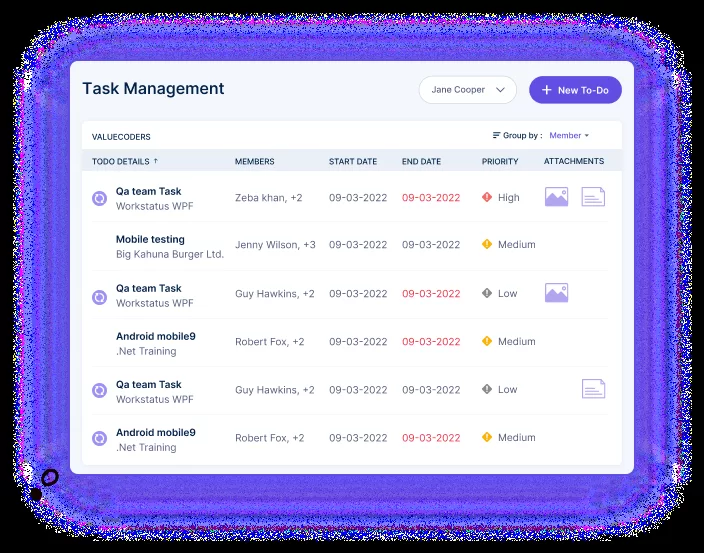 Task Management
Jane Cooper
+ New To-Do
VALUECODERS
Group by : Member
TODO DETAILS ↑ MEMBERS START DATE END DATE PRIORITY ATTACHMENTS
Qa team Task
Workstatus WPF
Zeba khan, +2 09-03-2022 09-03-2022 High
Mobile testing
Big Kahuna Burger Ltd.
Jenny Wilson, +3 09-03-2022 09-03-2022 Medium
Qa team Task
Workstatus WPF
Guy Hawkins, +2 09-03-2022 09-03-2022 Low
Android mobile9
.Net Training
Robert Fox, +2 09-03-2022 09-03-2022 Medium
Qa team Task
Workstatus WPF
Guy Hawkins, +2 09-03-2022 09-03-2022 Low
Android mobile9
.Net Training
Robert Fox, +2 09-03-2022 09-03-2022 Medium